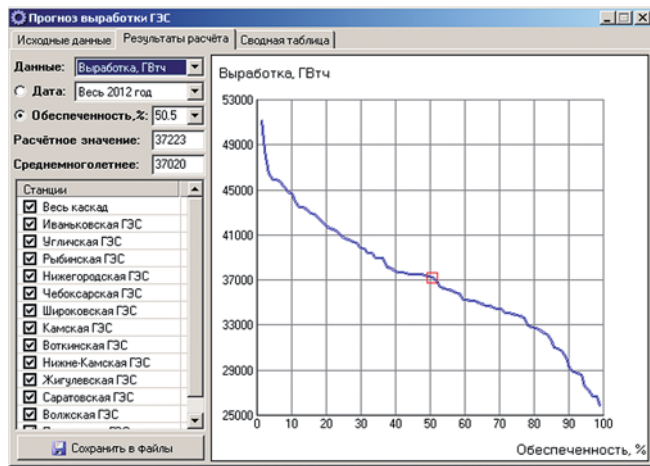 Прогноз выработки ГЭС
Исходные данные Результаты расчёта Сводная таблица
Данные: Выработка, ГВтч
Дата: Весь 2012 год
Обеспеченность,%: 50.5
Расчётное значение: 37223
Среднемноголетнее: 37020
Станции
Весь каскад
Иваньковская ГЭС
Угличская ГЭС
Рыбинская ГЭС
Нижегородская ГЭС
Чебоксарская ГЭС
Широковская ГЭС
Камская ГЭС
Воткинская ГЭС
Нижне-Камская ГЭС
Жигулевская ГЭС
Саратовская ГЭС
Волжская ГЭС
Сохранить в файлы
Выработка, ГВтч
53000
49000
45000
41000
37000
33000
29000
25000
0 10 20 30 40 50 60 70 80 90 100
Обеспеченность, %